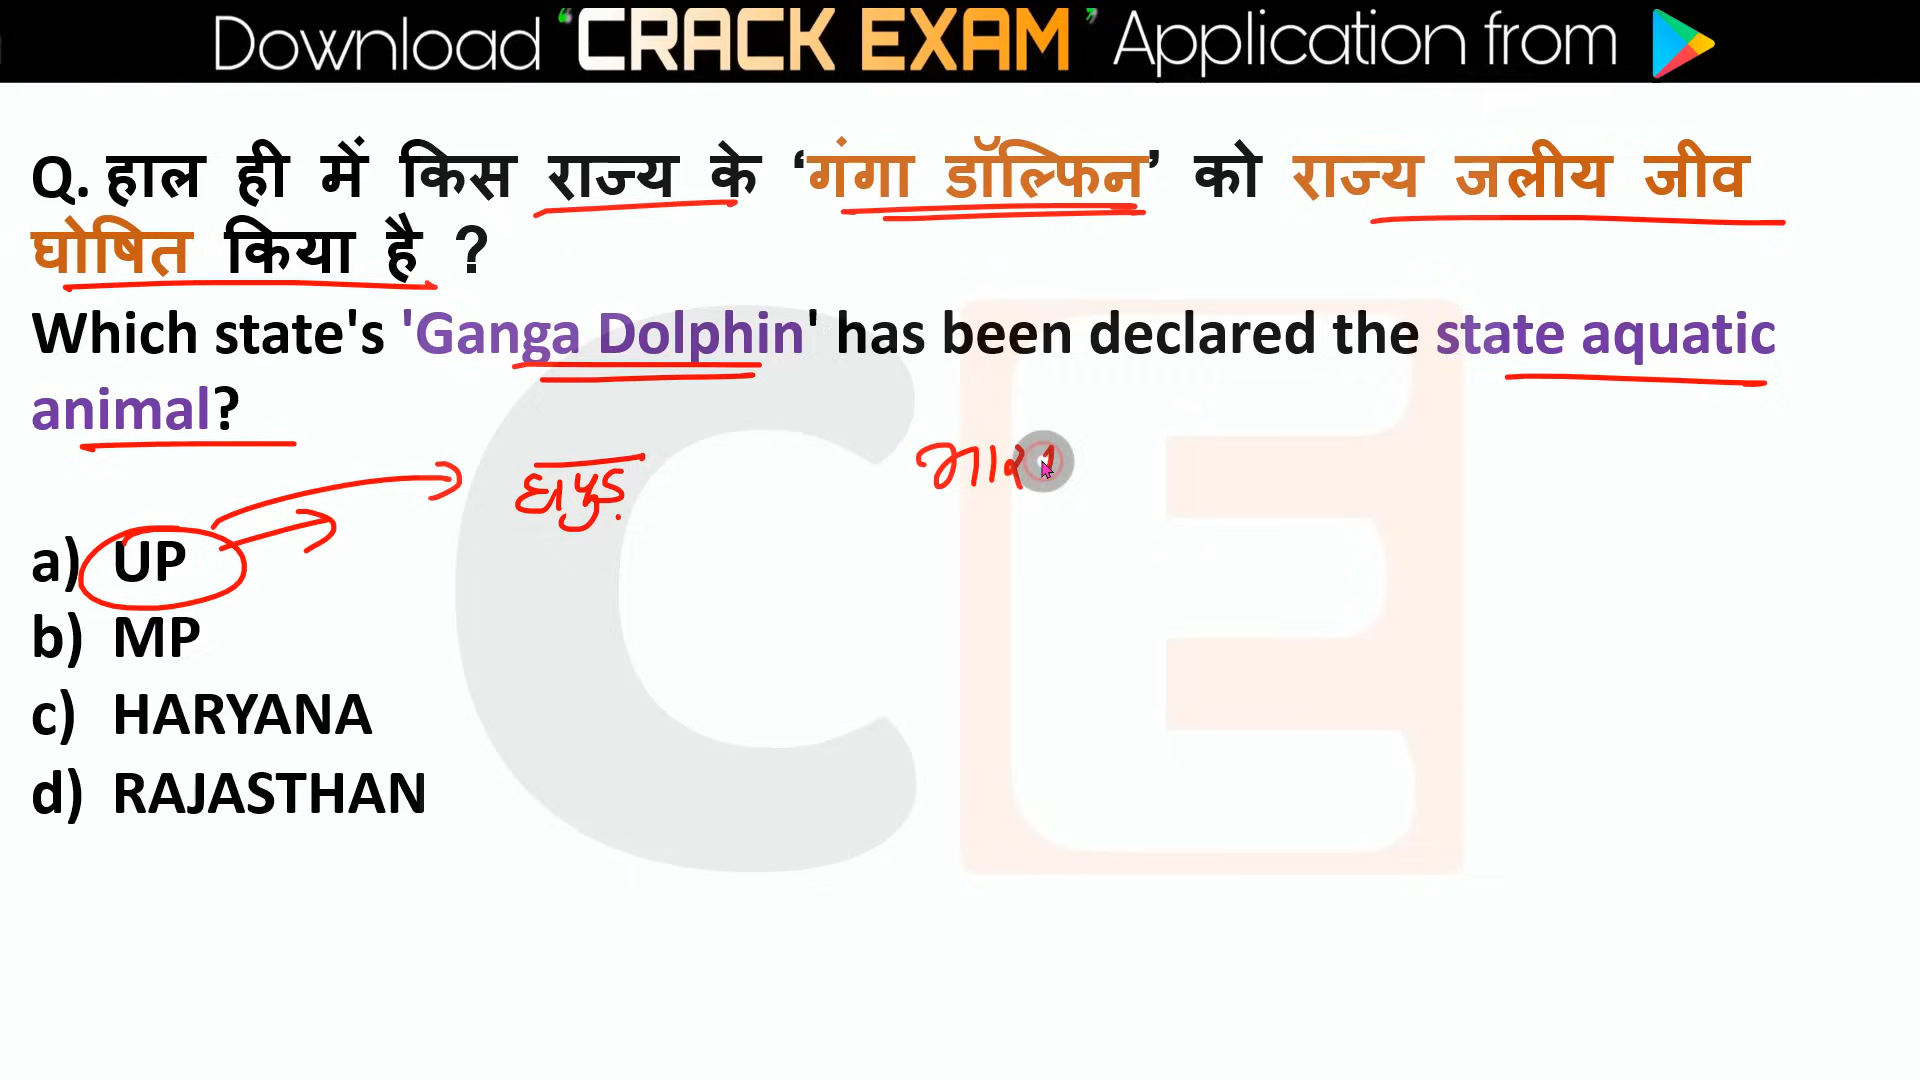 Download ‘CRACK EXAM’ Application from
Q. हाल ही में किस राज्य के ‘गंगा डॉल्फिन’ को राज्य जलीय जीव
घोषित किया है ?
Which state's 'Ganga Dolphin' has been declared the state aquatic
animal?
हापुड़
a) UP
b) MP
c) HARYANA
d) RAJASTHAN
CE